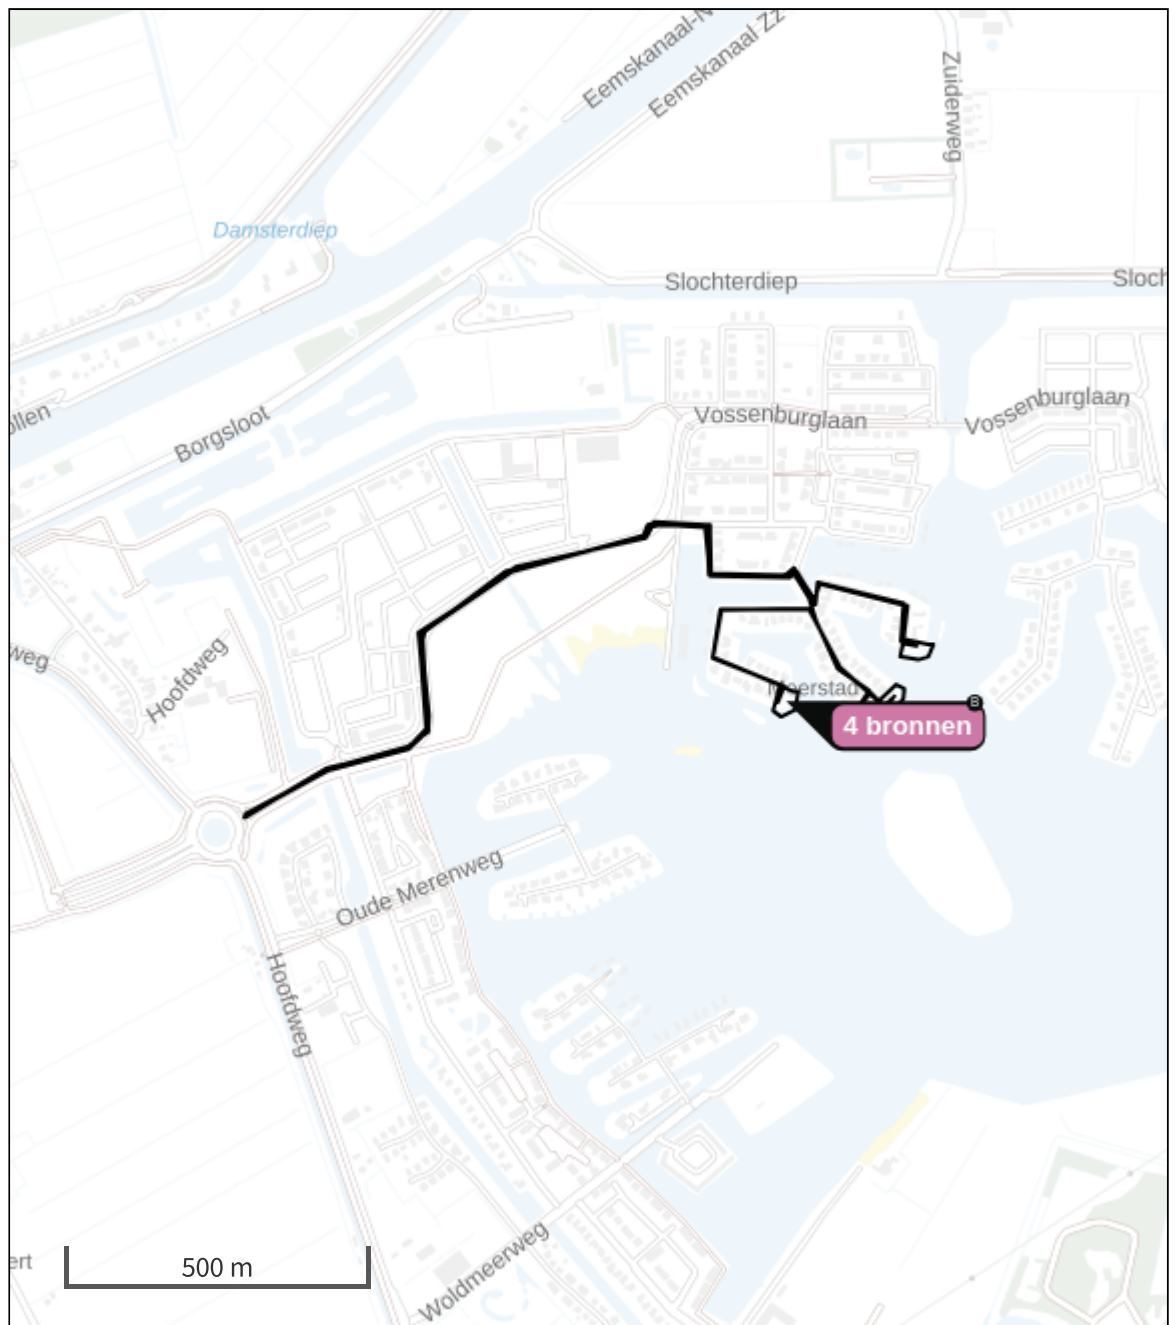 Eemskanaal-N
Eemskanaal Zz
Zuiderweg
Damsterdiep
Slochterdiep
Sloch
ollen
Borgsloot
Vossenburglaan
Vossenburglaan
weg
Hoofdweg
Meerstad
B
4 bronnen
Oude Merenweg
Hoofdweg
Woldmeerweg
ert
500 m